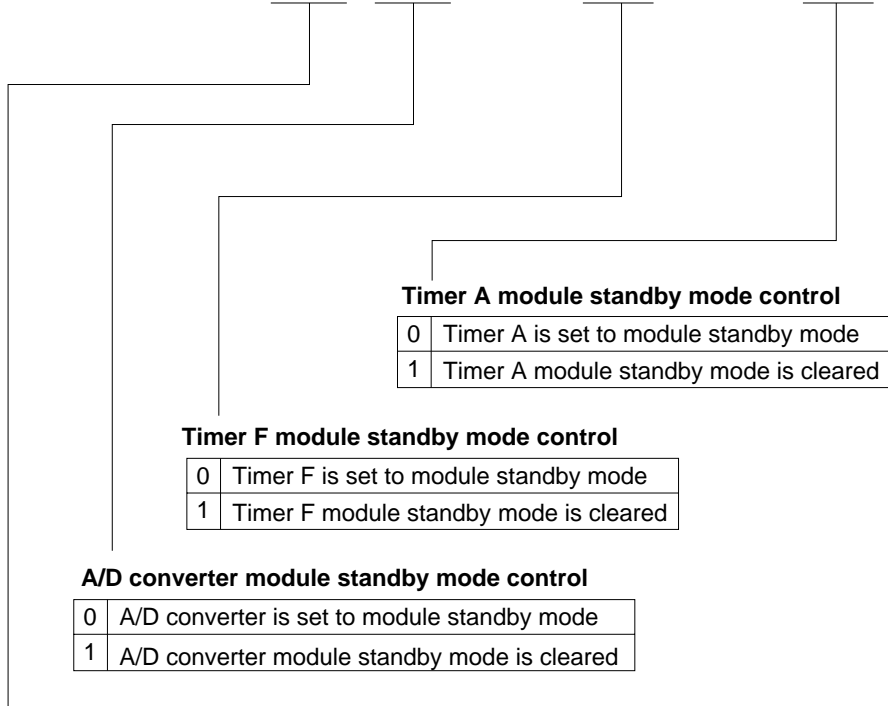 Timer A module standby mode control
0 Timer A is set to module standby mode
1 Timer A module standby mode is cleared
Timer F module standby mode control
0 Timer F is set to module standby mode
1 Timer F module standby mode is cleared
A/D converter module standby mode control
0 A/D converter is set to module standby mode
1 A/D converter module standby mode is cleared